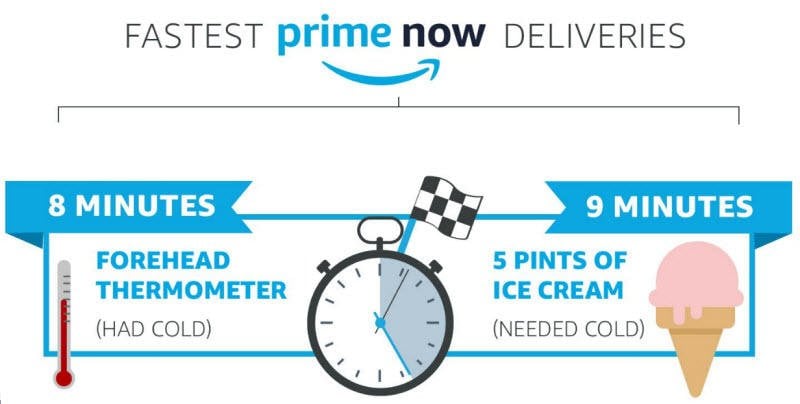 FASTEST prime now DELIVERIES
8 MINUTES
FOREHEAD
THERMOMETER
(HAD COLD)
9 MINUTES
5 PINTS OF
ICE CREAM
(NEEDED COLD)